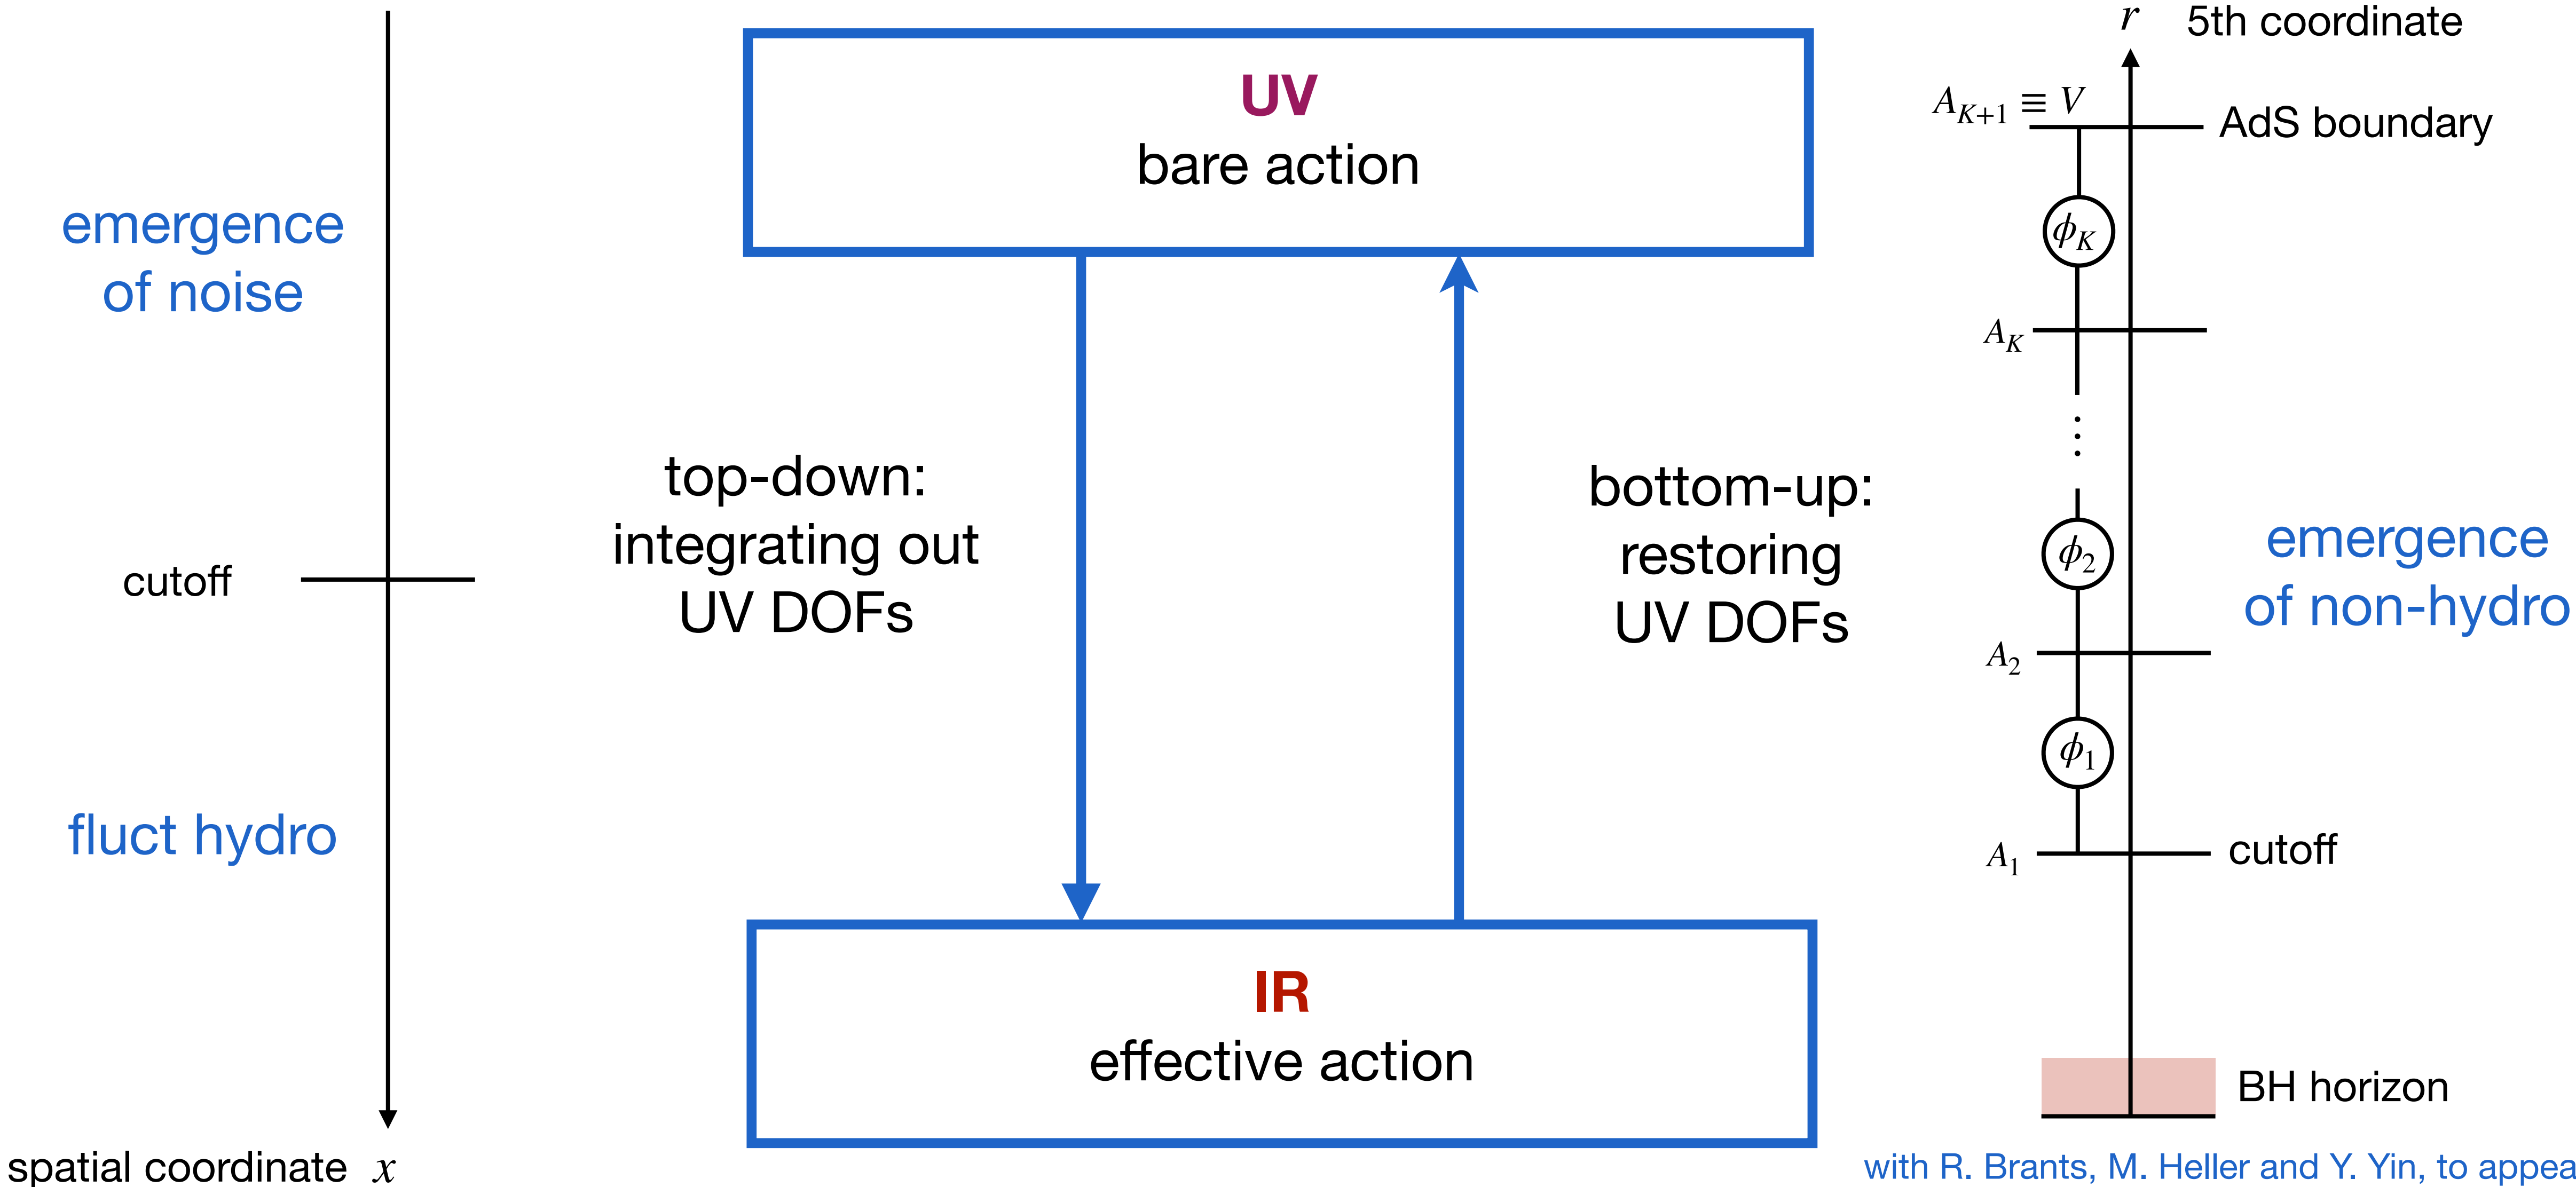 emergence
of noise
cutoff
fluct hydro
spatial coordinate x
UV
bare action
top-down:
integrating out
UV DOFs
bottom-up:
restoring
UV DOFs
IR
effective action
r 5th coordinate
A_{K+1} ≡ V
AdS boundary
ϕ_K
A_K
⋮
ϕ_2
emergence
of non-hydro
A_2
ϕ_1
A_1
cutoff
BH horizon
with R. Brants, M. Heller and Y. Yin, to appea